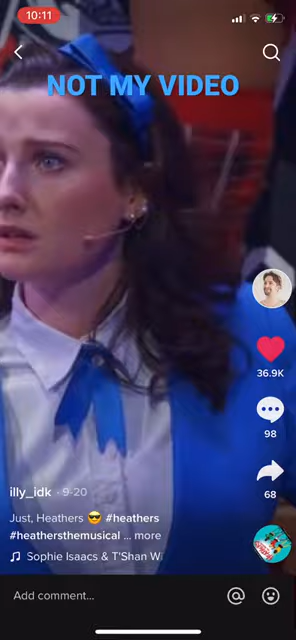 10:11
NOT MY VIDEO
36.9K
98
68
illy_idk · 9-20
Just, Heathers 😎 #heathers
#heathersthemusical ... more
Sophie Isaacs & T'Shan Wi
Add comment...